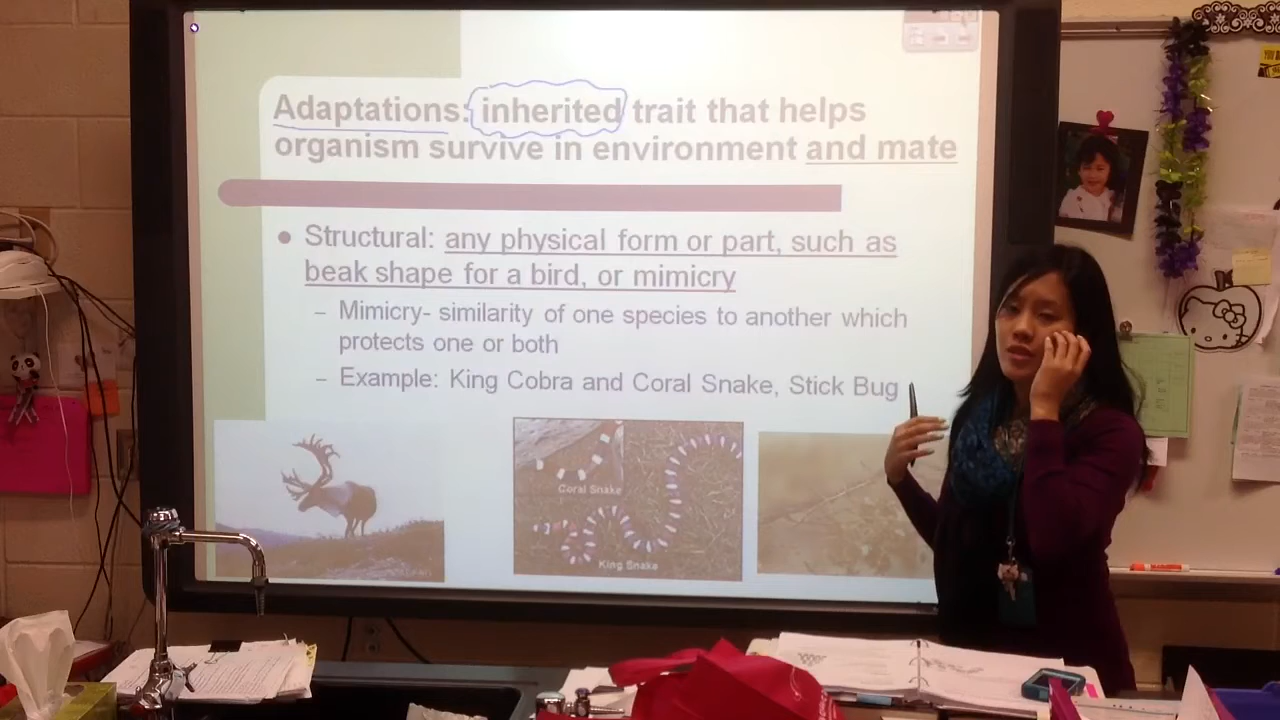 Adaptations: inherited trait that helps
organism survive in environment and mate
• Structural: any physical form or part, such as
beak shape for a bird, or mimicry
– Mimicry- similarity of one species to another which
protects one or both
– Example: King Cobra and Coral Snake, Stick Bug
Coral Snake
King Snake